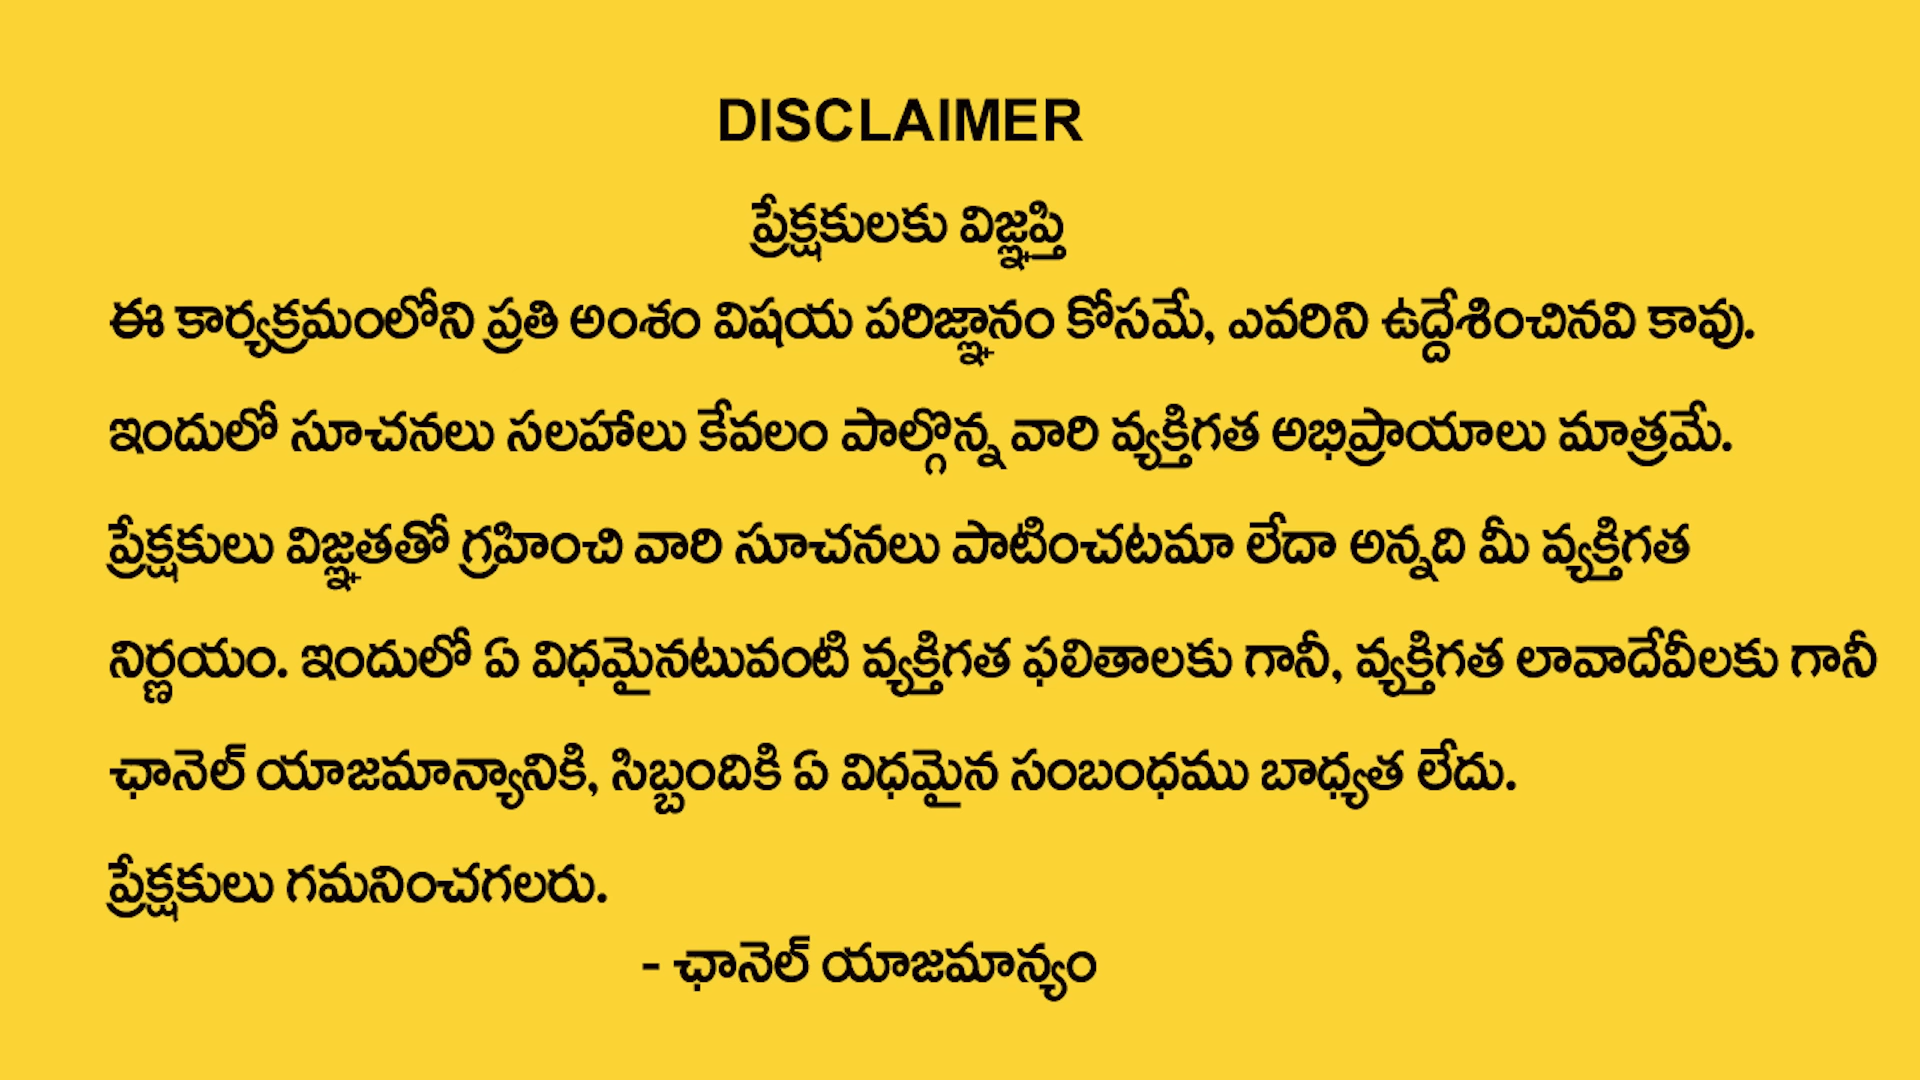 DISCLAIMER
ప్రేక్షకులకు విజ్ఞప్తి
ఈ కార్యక్రమంలోని ప్రతి అంశం విషయ పరిజ్ఞానం కోసమే, ఎవరిని ఉద్దేశించినవి కావు.
ఇందులో సూచనలు సలహాలు కేవలం పాల్గొన్న వారి వ్యక్తిగత అభిప్రాయాలు మాత్రమే.
ప్రేక్షకులు విజ్ఞతతో గ్రహించి వారి సూచనలు పాటించటమా లేదా అన్నది మీ వ్యక్తిగత
నిర్ణయం. ఇందులో ఏ విధమైనటువంటి వ్యక్తిగత ఫలితాలకు గానీ, వ్యక్తిగత లావాదేవీలకు గానీ
ఛానెల్ యాజమాన్యానికి, సిబ్బందికి ఏ విధమైన సంబంధము బాధ్యత లేదు.
ప్రేక్షకులు గమనించగలరు.
- ఛానెల్ యాజమాన్యం